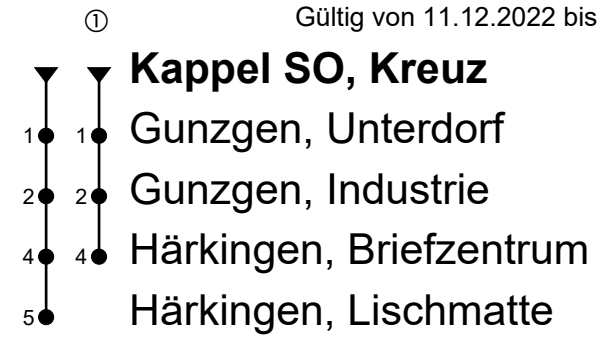 ① Gültig von 11.12.2022 bis
Kappel SO, Kreuz
1 1 Gunzgen, Unterdorf
2 2 Gunzgen, Industrie
4 4 Härkingen, Briefzentrum
5 Härkingen, Lischmatte